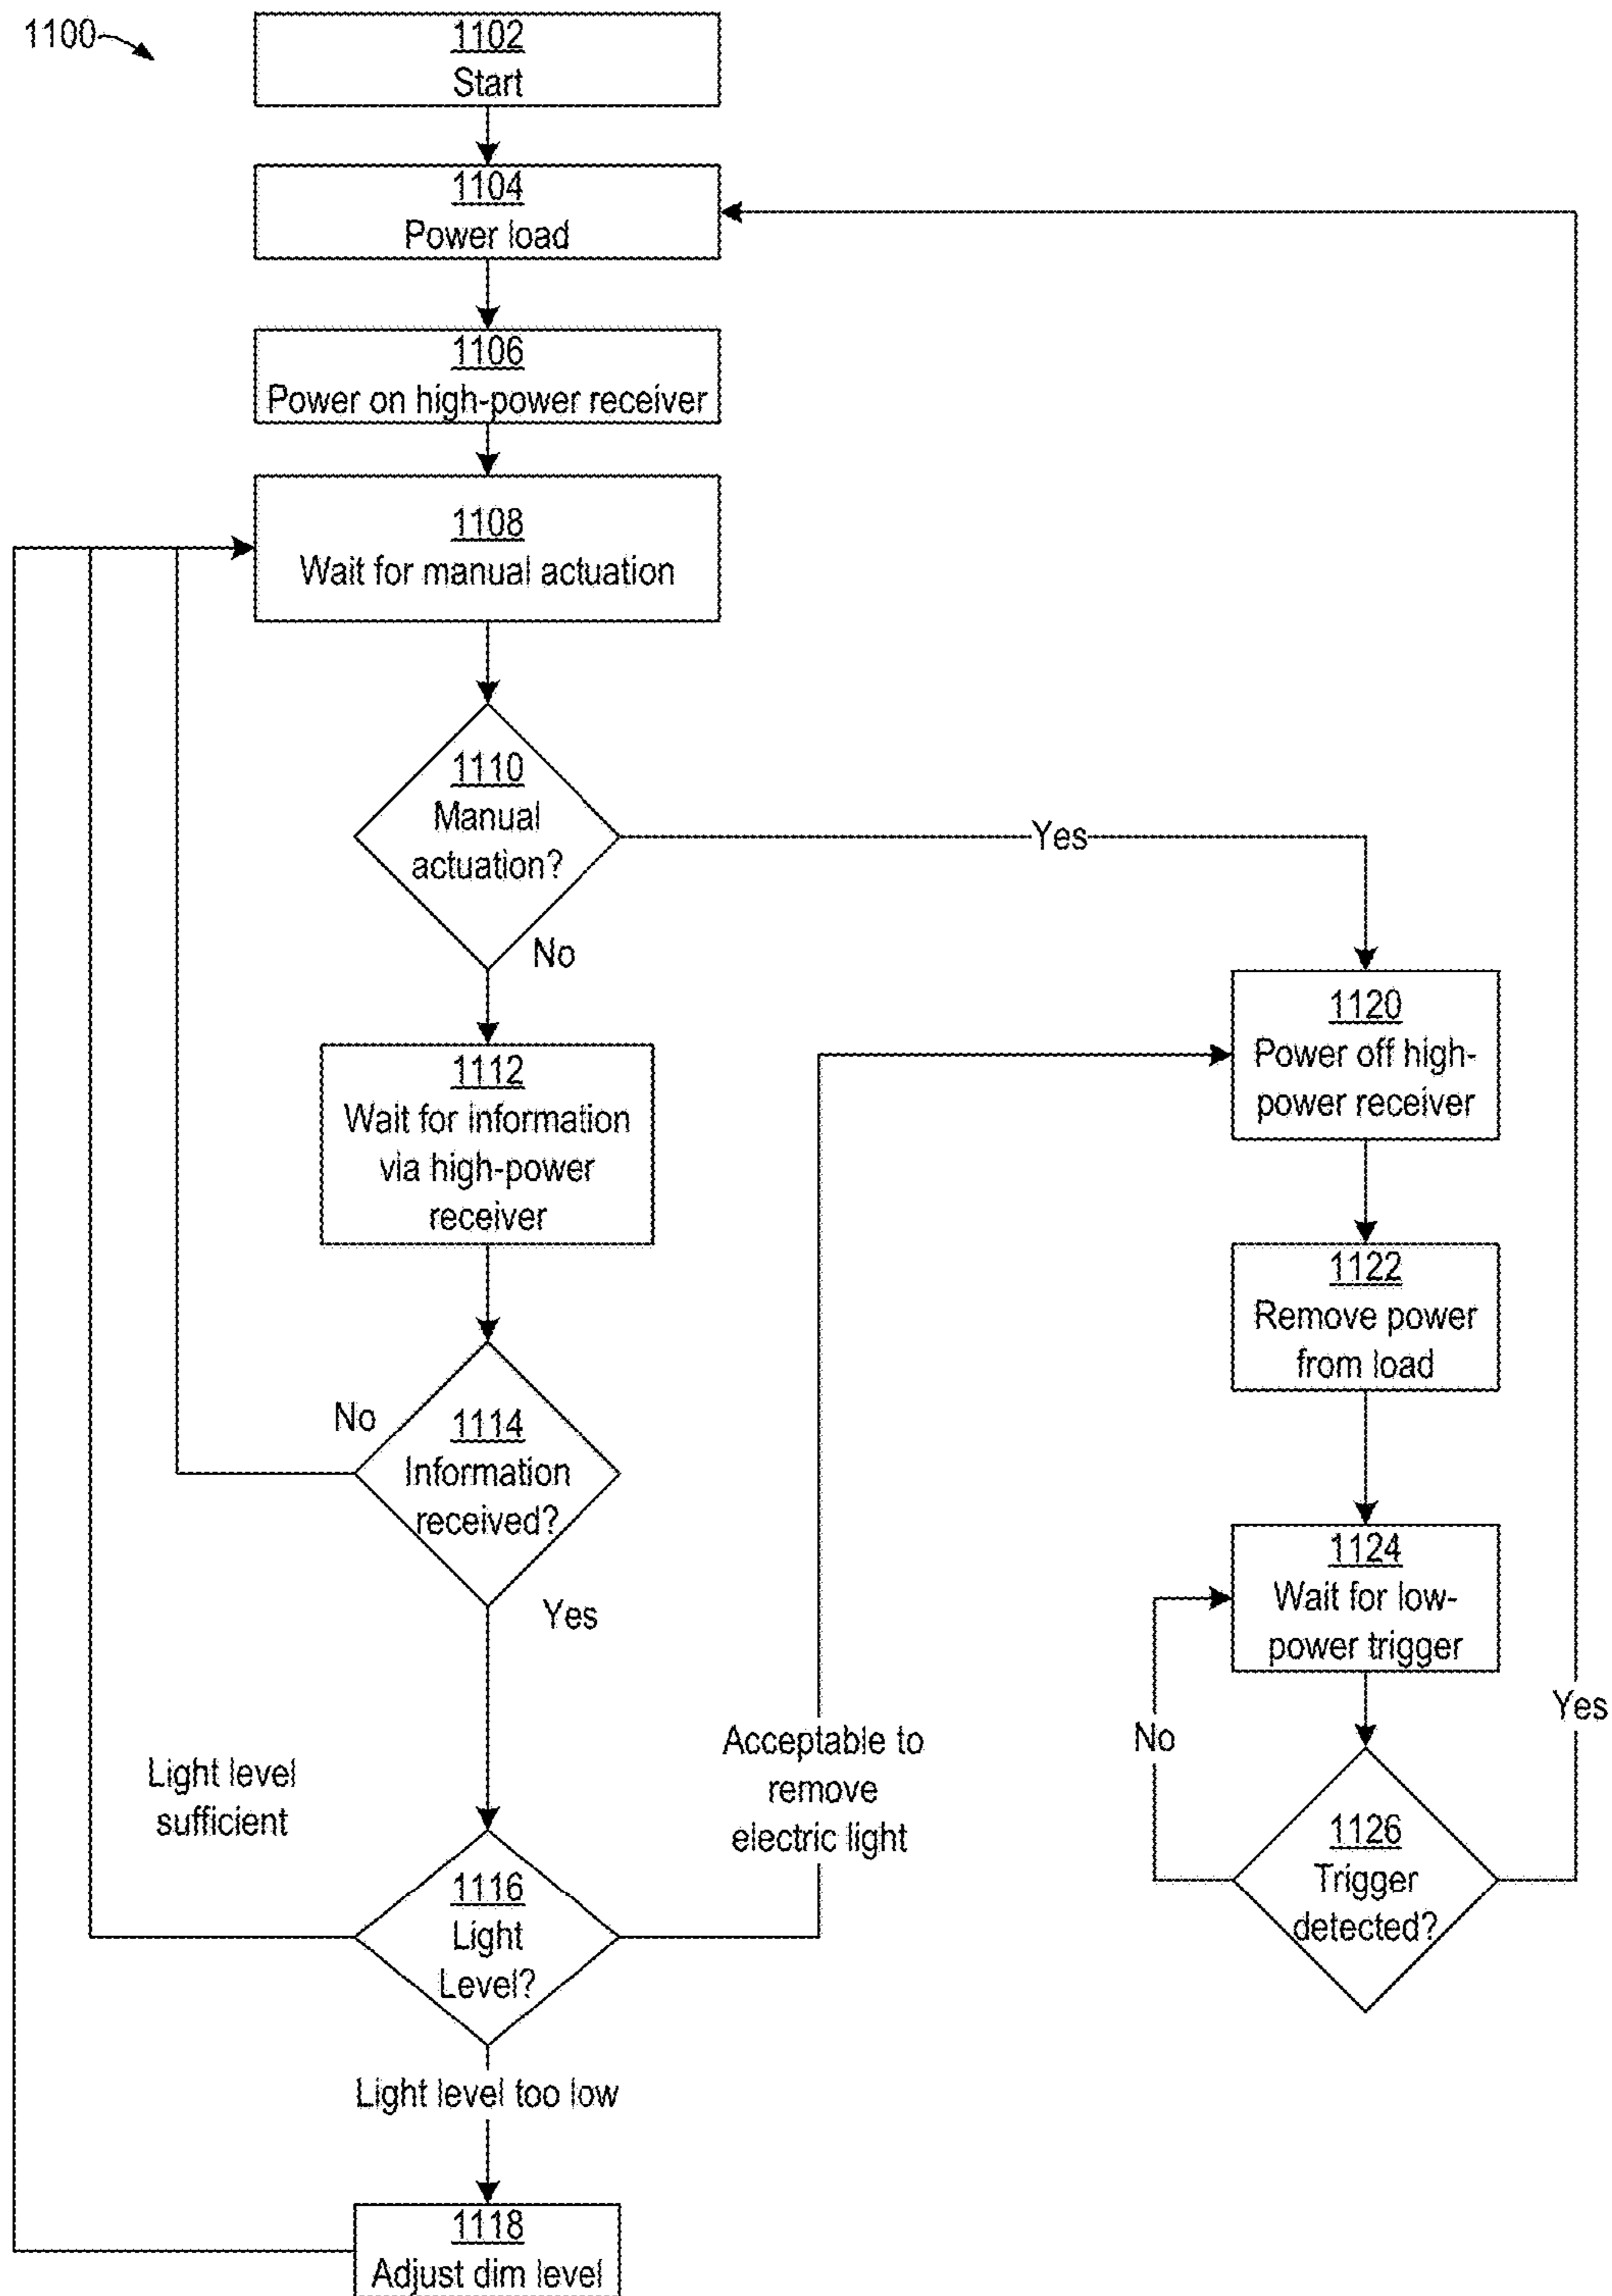 1100
1102
Start
1104
Power load
1106
Power on high-power receiver
1108
Wait for manual actuation
1110
Manual
actuation?
Yes
No
1112
Wait for information
via high-power
receiver
1114
Information
received?
No
Yes
1116
Light
Level?
Light level
sufficient
Acceptable to
remove
electric light
Light level too low
1118
Adjust dim level
1120
Power off high-
power receiver
1122
Remove power
from load
1124
Wait for low-
power trigger
1126
Trigger
detected?
No
Yes